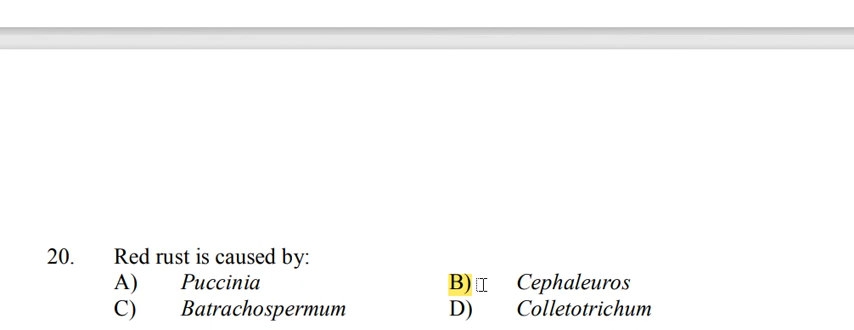 20. Red rust is caused by:
A) Puccinia B) Cephaleuros
C) Batrachospermum D) Colletotrichum